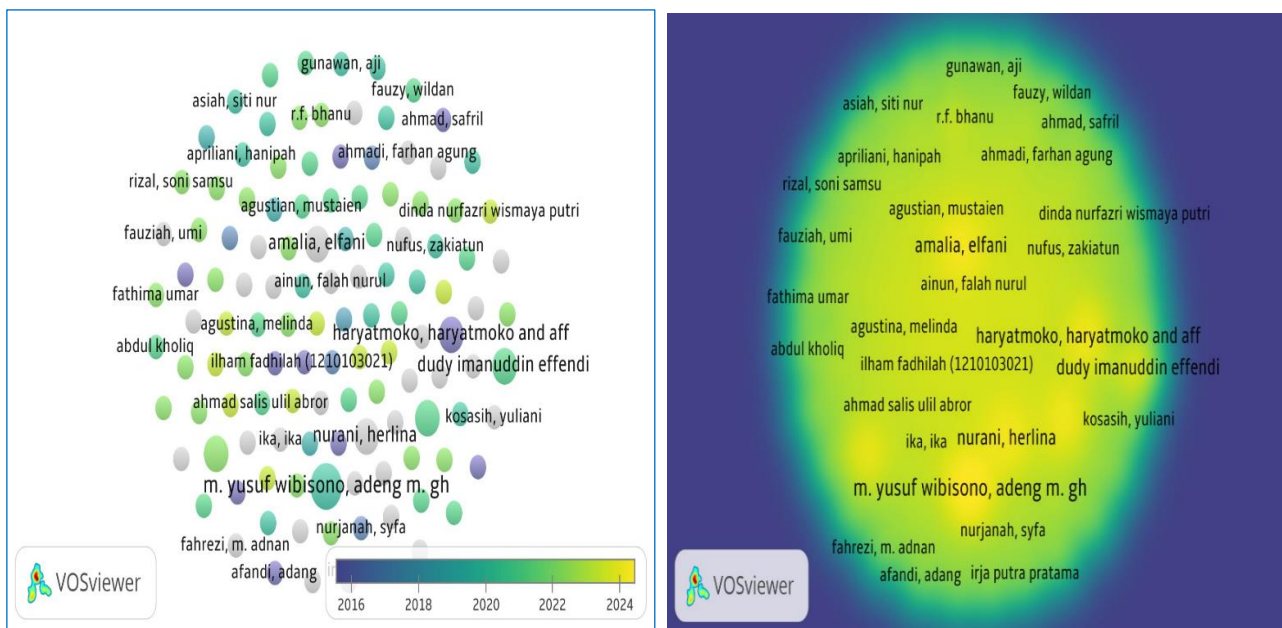 gunawan, aji
fauzy, wildan
asiah, siti nur
r.f. bhanu
ahmad, safril
apriliani, hanipah
ahmadi, farhan agung
rizal, soni samsu
agustian, mustaien
dinda nurfazri wismaya putri
fauziah, umi
amalia, elfani
nufus, zakiatun
ainun, falah nurul
fathima umar
agustina, melinda
haryatmoko, haryatmoko and aff
abdul kholiq
ilham fadhilah (1210103021)
dudy imanuddin effendi
ahmad salis ulil abror
kosasih, yuliani
ika, ika
nurani, herlina
m. yusuf wibisono, adeng m. gh
nurjanah, syfa
fahrezi, m. adnan
afandi, adang
VOSviewer
2016 2018 2020 2022 2024
gunawan, aji
fauzy, wildan
asiah, siti nur
r.f. bhanu
ahmad, safril
apriliani, hanipah
ahmadi, farhan agung
rizal, soni samsu
agustian, mustaien
dinda nurfazri wismaya putri
fauziah, umi
amalia, elfani
nufus, zakiatun
ainun, falah nurul
fathima umar
agustina, melinda
haryatmoko, haryatmoko and aff
abdul kholiq
ilham fadhilah (1210103021)
dudy imanuddin effendi
ahmad salis ulil abror
kosasih, yuliani
ika, ika
nurani, herlina
m. yusuf wibisono, adeng m. gh
nurjanah, syfa
fahrezi, m. adnan
afandi, adang
irja putra pratama
VOSviewer